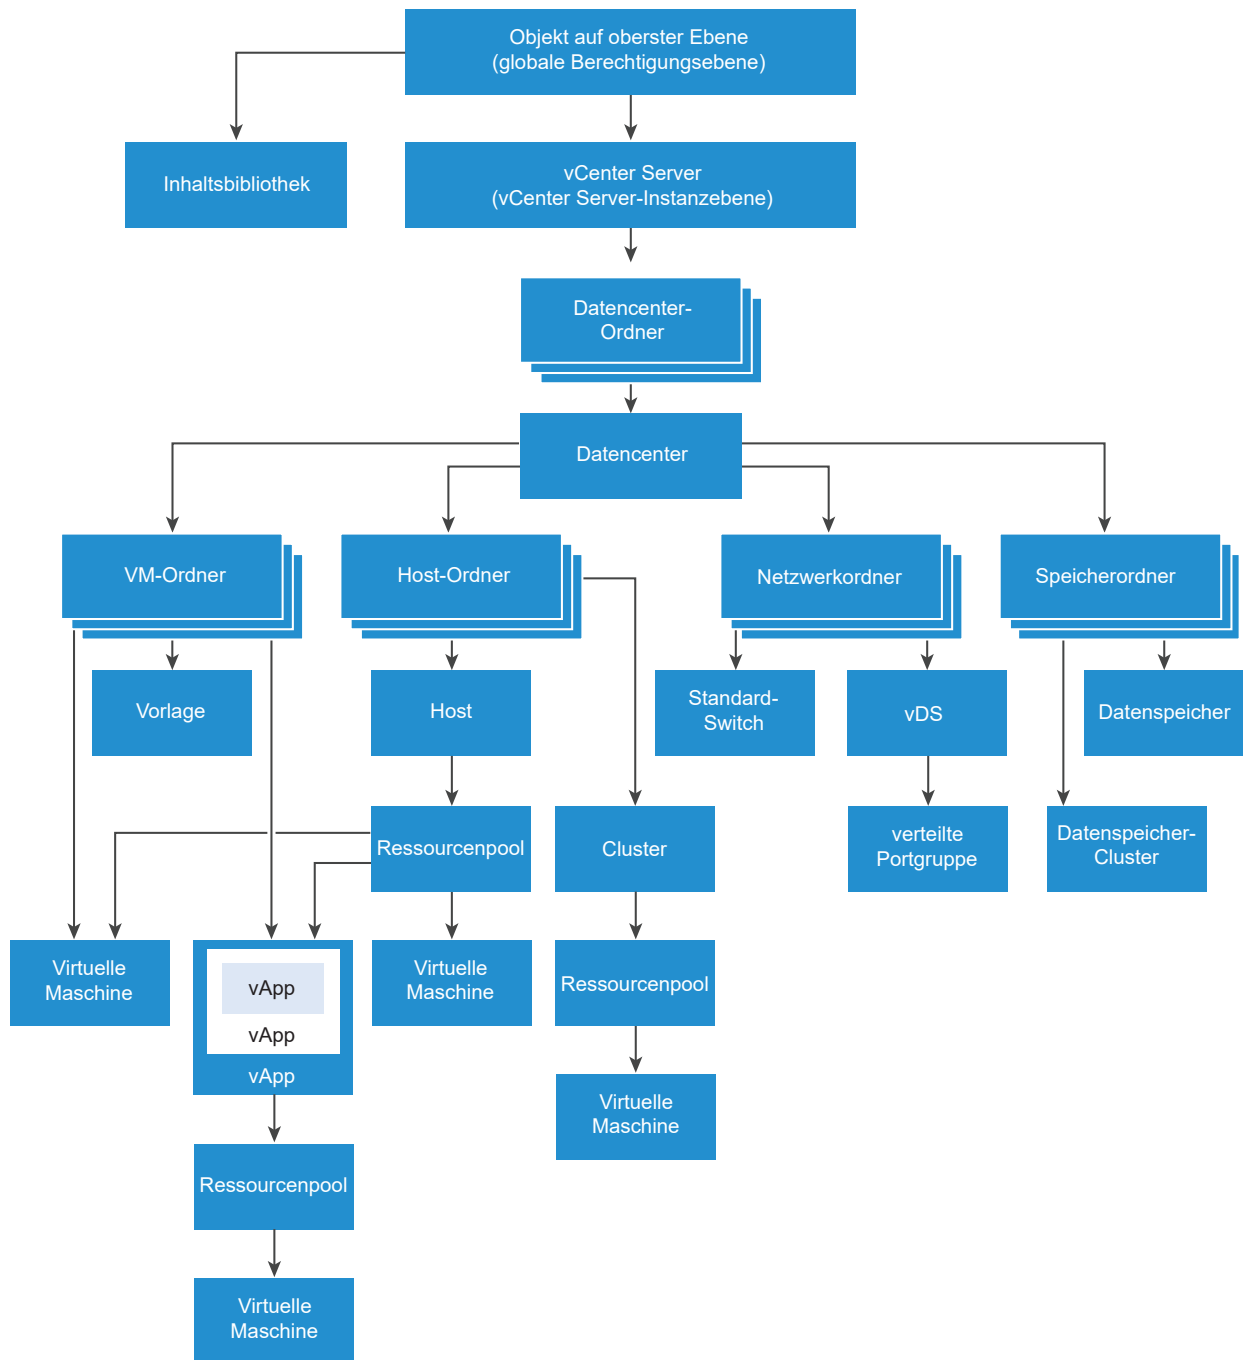 Objekt auf oberster Ebene
(globale Berechtigungsebene)
Inhaltsbibliothek
vCenter Server
(vCenter Server-Instanzebene)
Datencenter-
Ordner
Datencenter
VM-Ordner
Host-Ordner
Netzwerkordner
Speicherordner
Vorlage
Host
Standard-
Switch
vDS
Datenspeicher
Ressourcenpool
Cluster
verteilte
Portgruppe
Datenspeicher-
Cluster
Virtuelle
Maschine
vApp
vApp
vApp
Virtuelle
Maschine
Ressourcenpool
Virtuelle
Maschine
Ressourcenpool
Virtuelle
Maschine